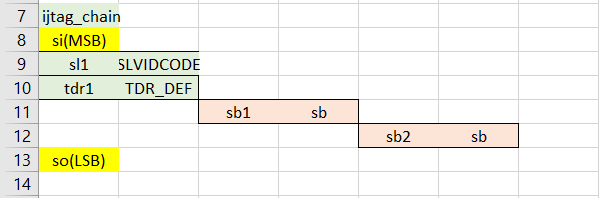 7 ijtag_chain
8 si(MSB)
9 sl1 SLVIDCODE
10 tdr1 TDR_DEF
11 sb1 sb
12 sb2 sb
13 so(LSB)
14